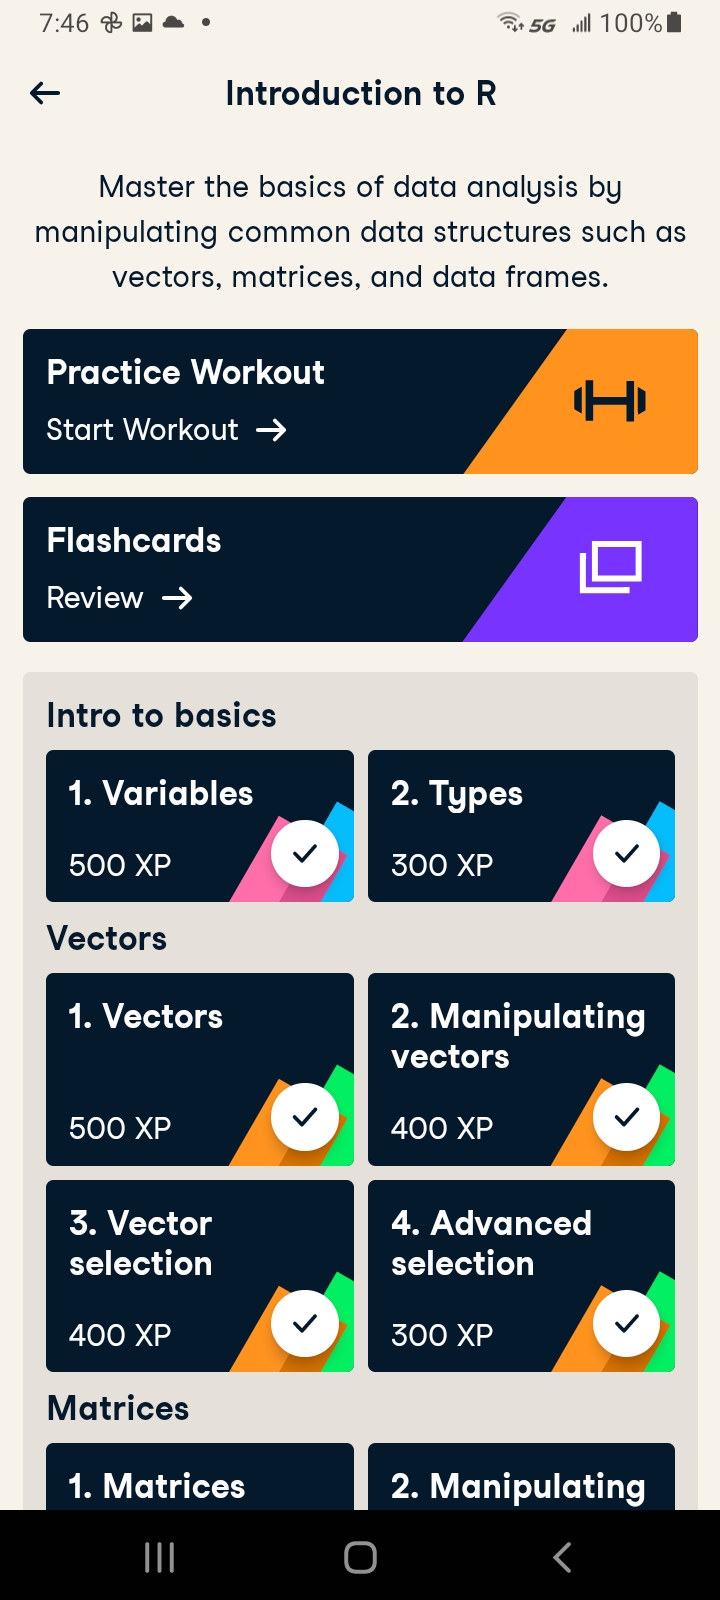 7:46 5G 100%
Introduction to R
Master the basics of data analysis by
manipulating common data structures such as
vectors, matrices, and data frames.
Practice Workout
Start Workout
Flashcards
Review
Intro to basics
1. Variables
500 XP
2. Types
300 XP
Vectors
1. Vectors
500 XP
2. Manipulating
vectors
400 XP
3. Vector
selection
400 XP
4. Advanced
selection
300 XP
Matrices
1. Matrices
2. Manipulating